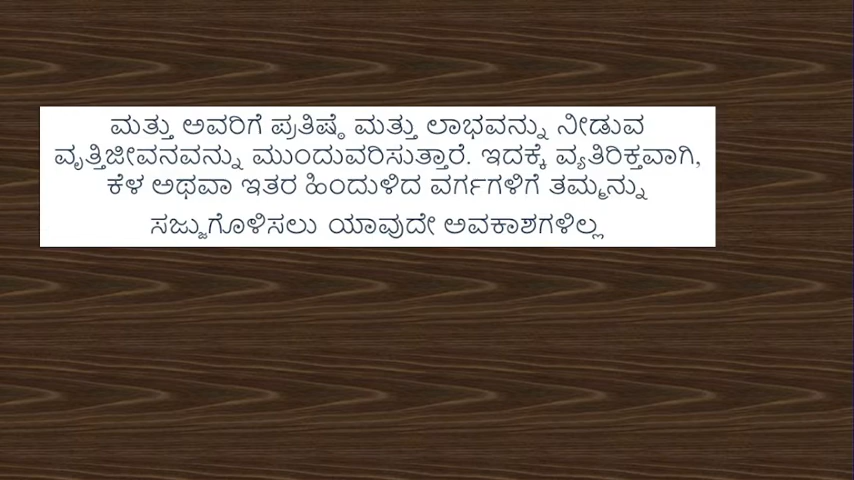 ಮತ್ತು ಅವರಿಗೆ ಪ್ರತಿಷ್ಠೆ ಮತ್ತು ಲಾಭವನ್ನು ನೀಡುವ
ವೃತ್ತಿಜೀವನವನ್ನು ಮುಂದುವರಿಸುತ್ತಾರೆ. ಇದಕ್ಕೆ ವ್ಯತಿರಿಕ್ತವಾಗಿ,
ಕೆಳ ಅಥವಾ ಇತರ ಹಿಂದುಳಿದ ವರ್ಗಗಳಿಗೆ ತಮ್ಮನ್ನು
ಸಜ್ಜುಗೊಳಿಸಲು ಯಾವುದೇ ಅವಕಾಶಗಳಿಲ್ಲ